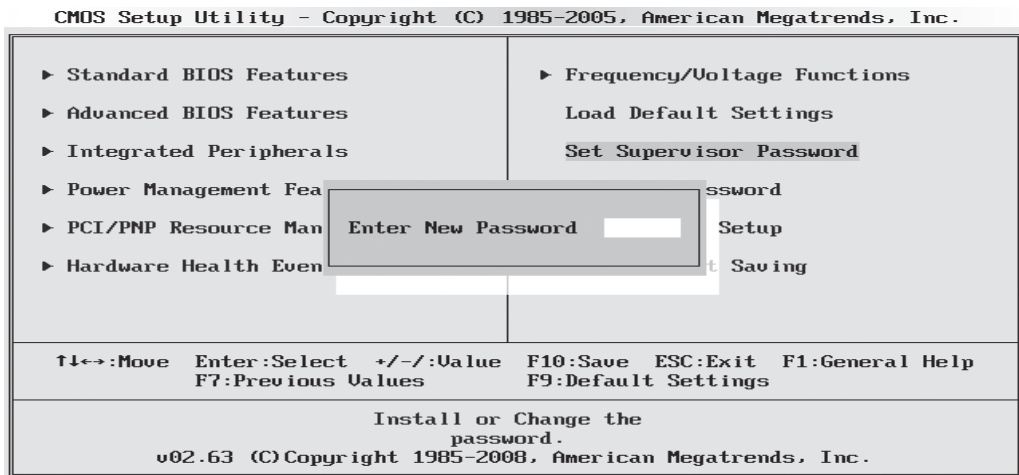 CMOS Setup Utility - Copyright (C) 1985-2005, American Megatrends, Inc.
▶ Standard BIOS Features
▶ Advanced BIOS Features
▶ Integrated Peripherals
▶ Power Management Fea
▶ PCI/PNP Resource Man
▶ Hardware Health Even
▶ Frequency/Voltage Functions
Load Default Settings
Set Supervisor Password
ssword
Setup
t Saving
Enter New Password
↑↓←→:Move Enter:Select +/-/:Value F10:Save ESC:Exit F1:General Help
F7:Previous Values F9:Default Settings
Install or Change the
password.
v02.63 (C)Copyright 1985-2008, American Megatrends, Inc.